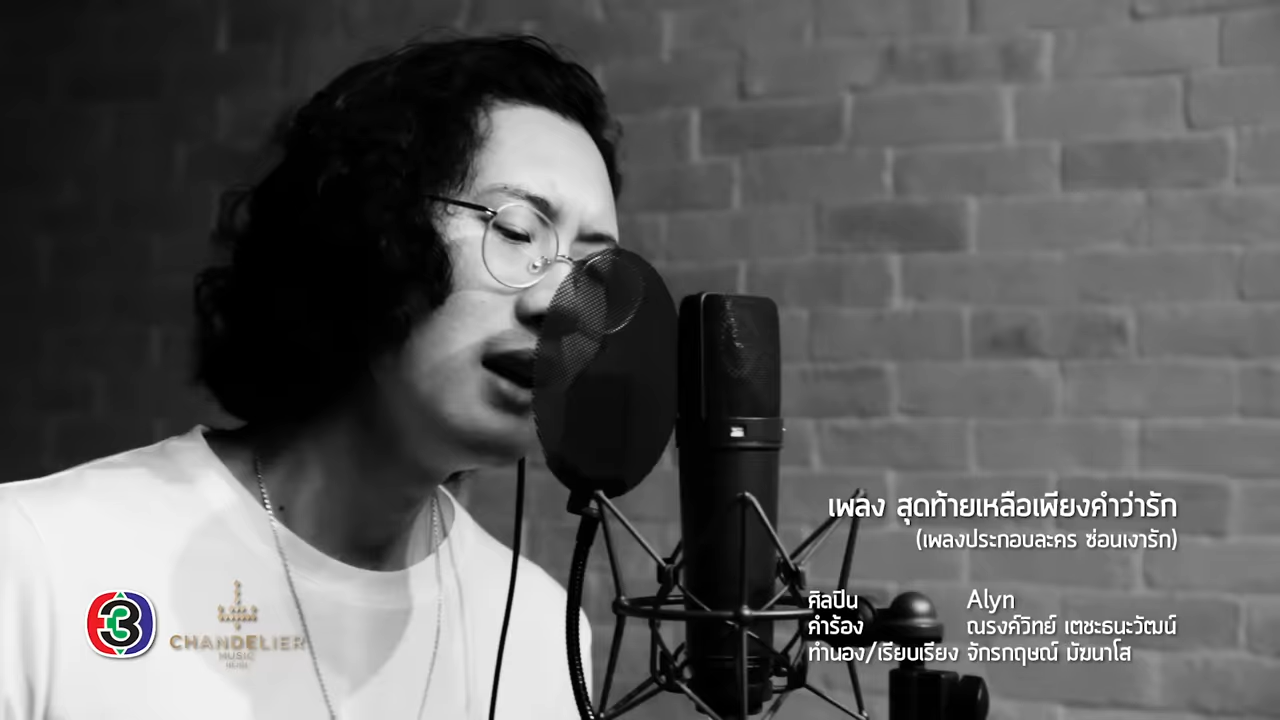 เพลง สุดท้ายเหลือเพียงคำว่ารัก
(เพลงประกอบละคร ซ่อนเงารัก)
ศิลปิน Alyn
คำร้อง ณรงค์วิทย์ เตชะธนะวัฒน์
ทำนอง/เรียบเรียง จักรกฤษณ์ มัฆนาโส
3
CHANDELIER
MUSIC